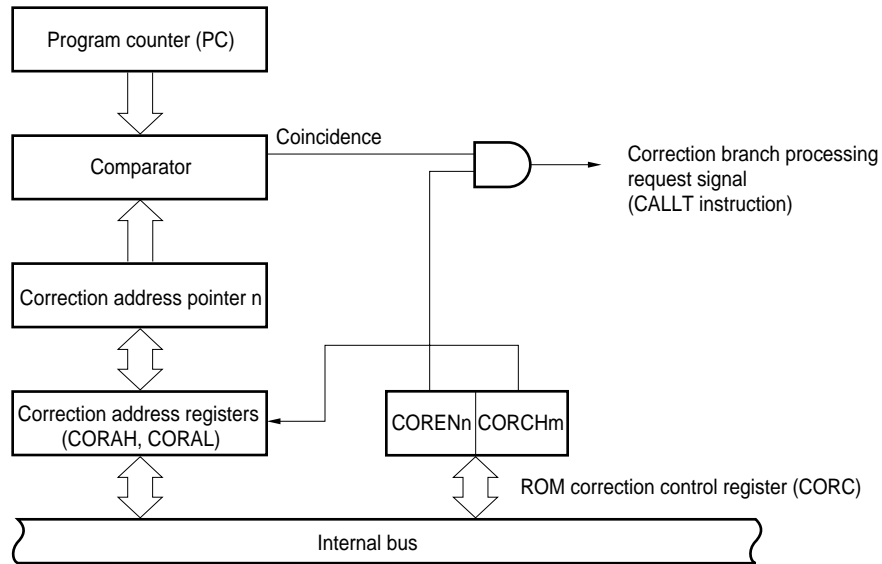 Program counter (PC)
Coincidence
Comparator
Correction branch processing
request signal
(CALLT instruction)
Correction address pointer n
Correction address registers
(CORAH, CORAL)
CORENn CORCHm
ROM correction control register (CORC)
Internal bus